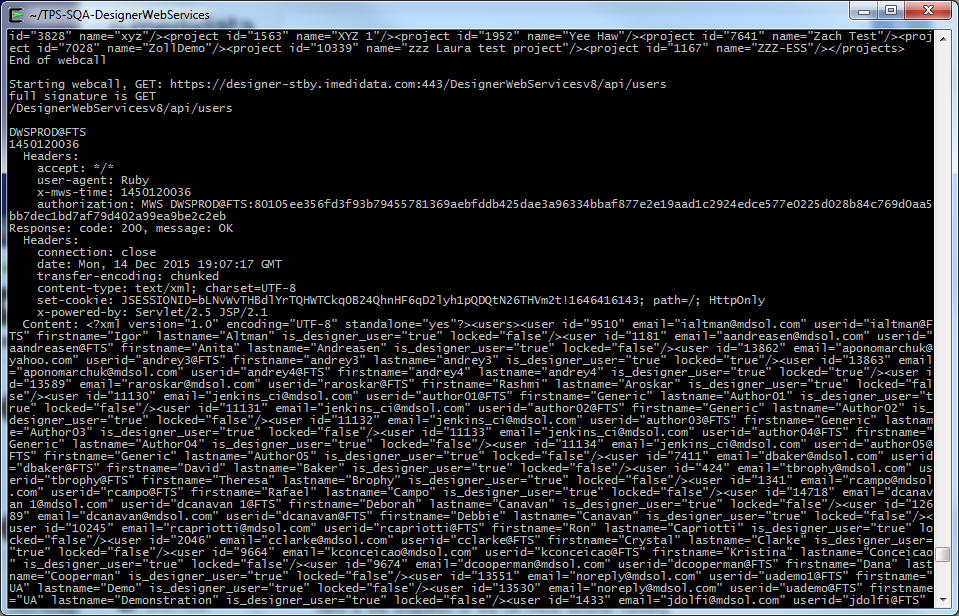 ~/TPS-SQA-DesignerWebServices
id="3828" name="xyz"/><project id="1563" name="XYZ 1"/><project id="1952" name="Yee Haw"/><project id="7641" name="Zach Test"/><proj
ect id="7028" name="ZollDemo"/><project id="10339" name="zzz Laura test project"/><project id="1167" name="ZZZ-ESS"/></projects>
End of webcall
Starting webcall, GET: https://designer-stby.imedidata.com:443/DesignerWebServicesv8/api/users
full signature is GET
/DesignerWebServicesv8/api/users
DWSPROD@FTS
1450120036
Headers:
accept: */*
user-agent: Ruby
x-mws-time: 1450120036
authorization: MWS DWSPROD@FTS:80105ee356fd3f93b79455781369aebfddb425dae3a96334bbaf877e2e19aad1c2924edce577e0225d028b84c769d0aa5
bb7dec1bd7af79d402a99ea9be2c2eb
Response: code: 200, message: OK
Headers:
connection: close
date: Mon, 14 Dec 2015 19:07:17 GMT
transfer-encoding: chunked
content-type: text/xml; charset=UTF-8
set-cookie: JSESSIONID=bLNvWvTHBdlYrTQHWTCkqOB24QhnHF6qD2lyh1pQDQtN26THVm2t!1646416143; path=/; HttpOnly
x-powered-by: Servlet/2.5 JSP/2.1
Content: <?xml version="1.0" encoding="UTF-8" standalone="yes"?><users><user id="9510" email="ialtman@mdsol.com" userid="ialtman@F
TS" firstname="Igor" lastname="Altman" is_designer_user="true" locked="false"/><user id="1181" email="aandreasen@mdsol.com" userid="
aandreasen@FTS" firstname="Anita" lastname="Andreasen" is_designer_user="true" locked="false"/><user id="13862" email="aponomarchuk@
yahoo.com" userid="andrey3@FTS" firstname="andrey3" lastname="andrey3" is_designer_user="true" locked="true"/><user id="13863" email
="aponomarchuk@mdsol.com" userid="andrey4@FTS" firstname="andrey4" lastname="andrey4" is_designer_user="true" locked="true"/><user i
d="13589" email="raroskar@mdsol.com" userid="raroskar@FTS" firstname="Rashmi" lastname="Aroskar" is_designer_user="true" locked="fal
se"/><user id="11130" email="jenkins_ci@mdsol.com" userid="author01@FTS" firstname="Generic" lastname="Author01" is_designer_user="t
rue" locked="false"/><user id="11131" email="jenkins_ci@mdsol.com" userid="author02@FTS" firstname="Generic" lastname="Author02" is_
designer_user="true" locked="false"/><user id="11132" email="jenkins_ci@mdsol.com" userid="author03@FTS" firstname="Generic" lastnam
e="Author03" is_designer_user="true" locked="false"/><user id="11133" email="jenkins_ci@mdsol.com" userid="author04@FTS" firstname="
Generic" lastname="Author04" is_designer_user="true" locked="false"/><user id="11134" email="jenkins_ci@mdsol.com" userid="author05@
FTS" firstname="Generic" lastname="Author05" is_designer_user="true" locked="false"/><user id="7411" email="dbaker@mdsol.com" userid
="dbaker@FTS" firstname="David" lastname="Baker" is_designer_user="true" locked="false"/><user id="424" email="tbrophy@mdsol.com" us
erid="tbrophy@FTS" firstname="Theresa" lastname="Brophy" is_designer_user="true" locked="false"/><user id="1341" email="rcampo@mdsol
.com" userid="rcampo@FTS" firstname="Rafael" lastname="Campo" is_designer_user="true" locked="false"/><user id="14718" email="dcanav
an 1@mdsol.com" userid="dcanavan 1@FTS" firstname="Deborah" lastname="Canavan" is_designer_user="true" locked="false"/><user id="126
89" email="dcanavan@mdsol.com" userid="dcanavan@FTS" firstname="Debbie" lastname="Canavan" is_designer_user="true" locked="false"/><
user id="10245" email="rcapriotti@mdsol.com" userid="rcapriotti@FTS" firstname="Ron" lastname="Capriotti" is_designer_user="true" lo
cked="false"/><user id="2046" email="cclarke@mdsol.com" userid="cclarke@FTS" firstname="Crystal" lastname="Clarke" is_designer_user=
"true" locked="false"/><user id="9664" email="kconceicao@mdsol.com" userid="kconceicao@FTS" firstname="Kristina" lastname="Conceicao
" is_designer_user="true" locked="false"/><user id="9674" email="dcooperman@mdsol.com" userid="dcooperman@FTS" firstname="Dana" last
name="Cooperman" is_designer_user="true" locked="false"/><user id="13551" email="noreply@mdsol.com" userid="uademo1@FTS" firstname="
UA" lastname="Demo" is_designer_user="true" locked="false"/><user id="13530" email="noreply@mdsol.com" userid="uademo@FTS" firstname
="UA" lastname="Demonstration" is_designer_user="true" locked="false"/><user id="1433" email="jdolfi@mdsol.com" userid="jdolfi@FTS"